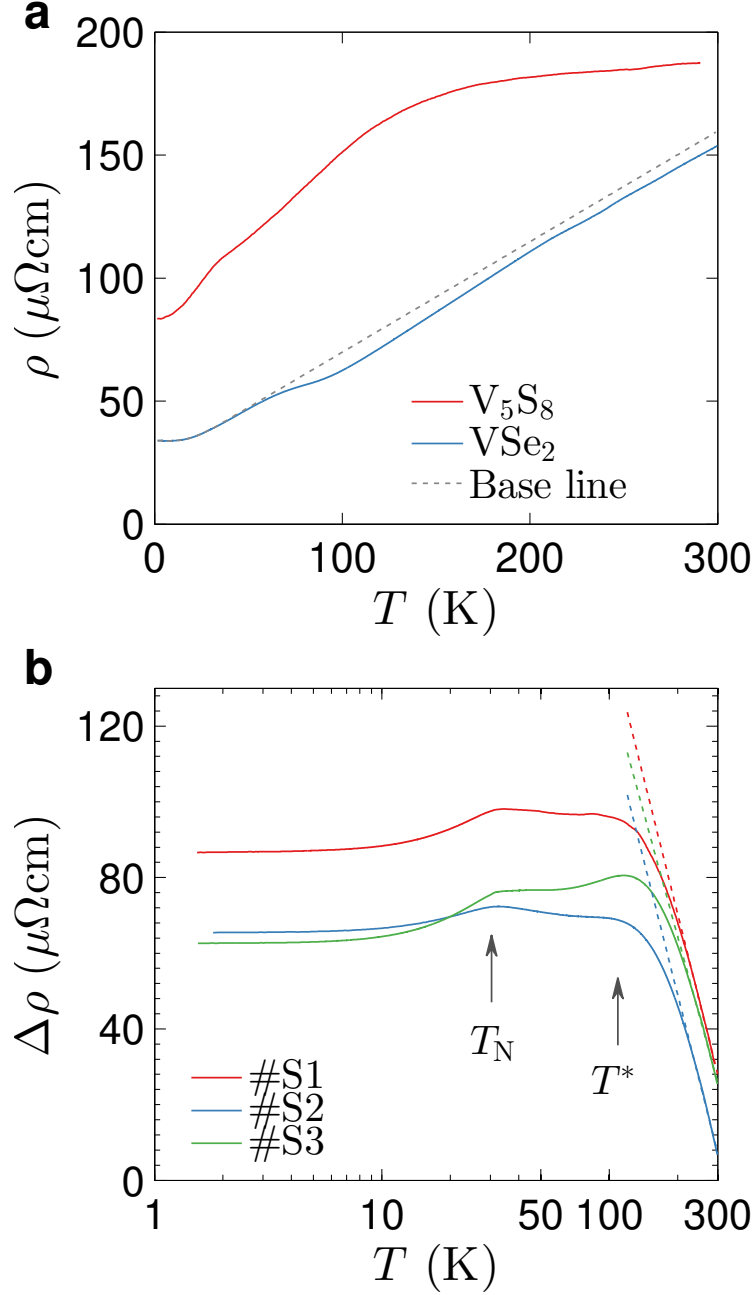 a
200
150
100
50
0
ρ (μΩcm)
V₅S₈
VSe₂
Base line
0 100 200 300
T (K)
b
120
80
40
0
Δρ (μΩcm)
T_N
T*
#S1
#S2
#S3
1 10 50 100 300
T (K)